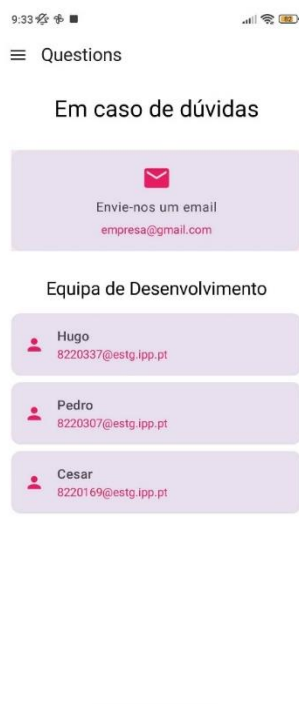 9:33
Questions
Em caso de dúvidas
Envie-nos um email
empresa@gmail.com
Equipa de Desenvolvimento
Hugo
8220337@estg.ipp.pt
Pedro
8220307@estg.ipp.pt
Cesar
8220169@estg.ipp.pt